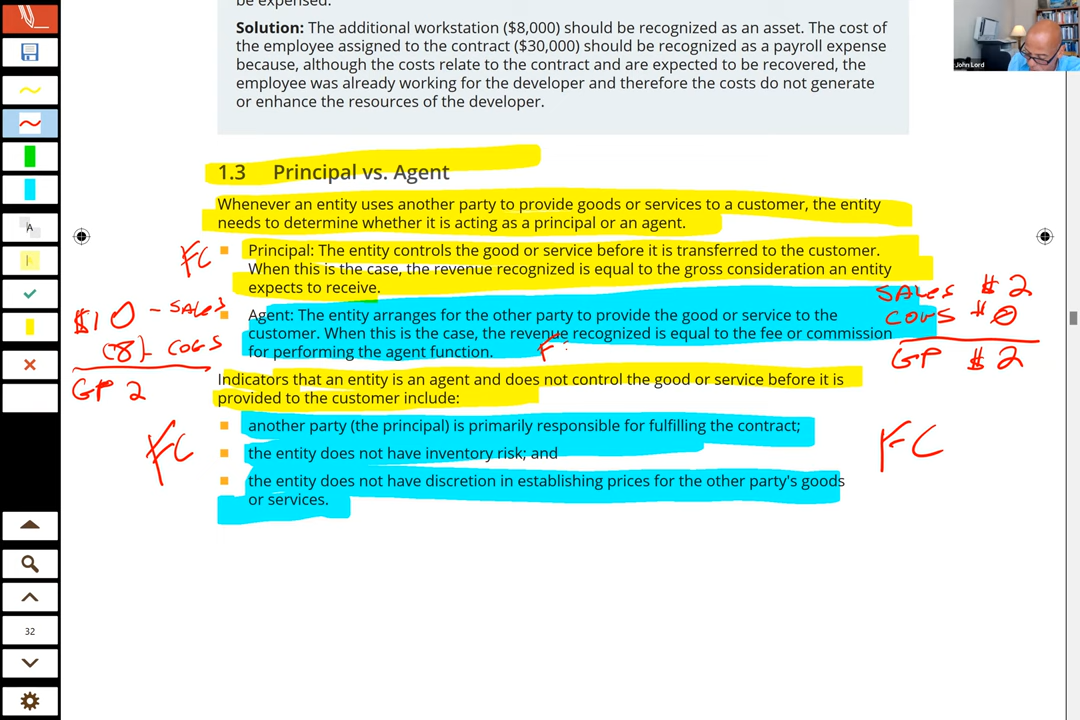 be expensed.
Solution: The additional workstation ($8,000) should be recognized as an asset. The cost of
the employee assigned to the contract ($30,000) should be recognized as a payroll expense
because, although the costs relate to the contract and are expected to be recovered, the
employee was already working for the developer and therefore the costs do not generate
or enhance the resources of the developer.
John Lord
1.3 Principal vs. Agent
Whenever an entity uses another party to provide goods or services to a customer, the entity
needs to determine whether it is acting as a principal or an agent.
FC
Principal: The entity controls the good or service before it is transferred to the customer.
When this is the case, the revenue recognized is equal to the gross consideration an entity
expects to receive.
Agent: The entity arranges for the other party to provide the good or service to the
customer. When this is the case, the revenue recognized is equal to the fee or commission
for performing the agent function.
F
$10 - SALES
(8) COGS
GP 2
SALES $2
COGS $0
GP $2
Indicators that an entity is an agent and does not control the good or service before it is
provided to the customer include:
another party (the principal) is primarily responsible for fulfilling the contract;
the entity does not have inventory risk; and
the entity does not have discretion in establishing prices for the other party's goods
or services.
FC
FC
A
32